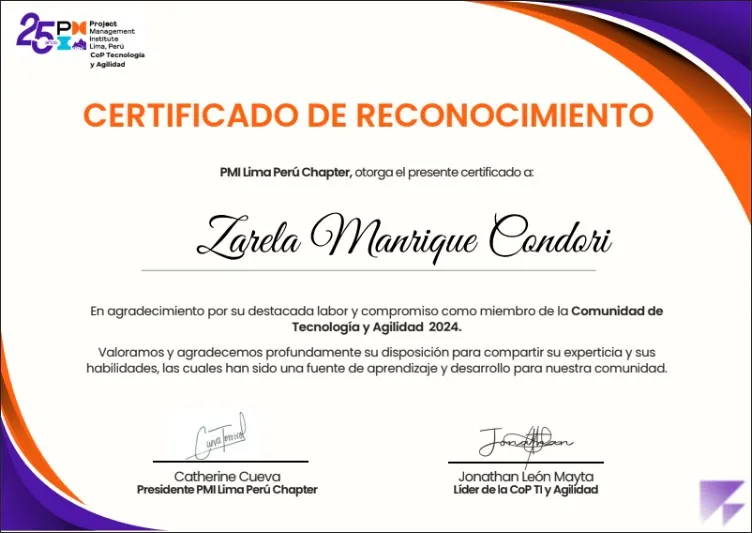 25
PM
Project
Management
Institute
Lima, Perú
CoP Tecnología
y Agilidad
CERTIFICADO DE RECONOCIMIENTO
PMI Lima Perú Chapter, otorga el presente certificado a:
Zarela Manrique Condori
En agradecimiento por su destacada labor y compromiso como miembro de la Comunidad de
Tecnología y Agilidad 2024.
Valoramos y agradecemos profundamente su disposición para compartir su experticia y sus
habilidades, las cuales han sido una fuente de aprendizaje y desarrollo para nuestra comunidad.
Jonathan
Catherine Cueva
Presidente PMI Lima Perú Chapter
Jonathan León Mayta
Líder de la CoP TI y Agilidad